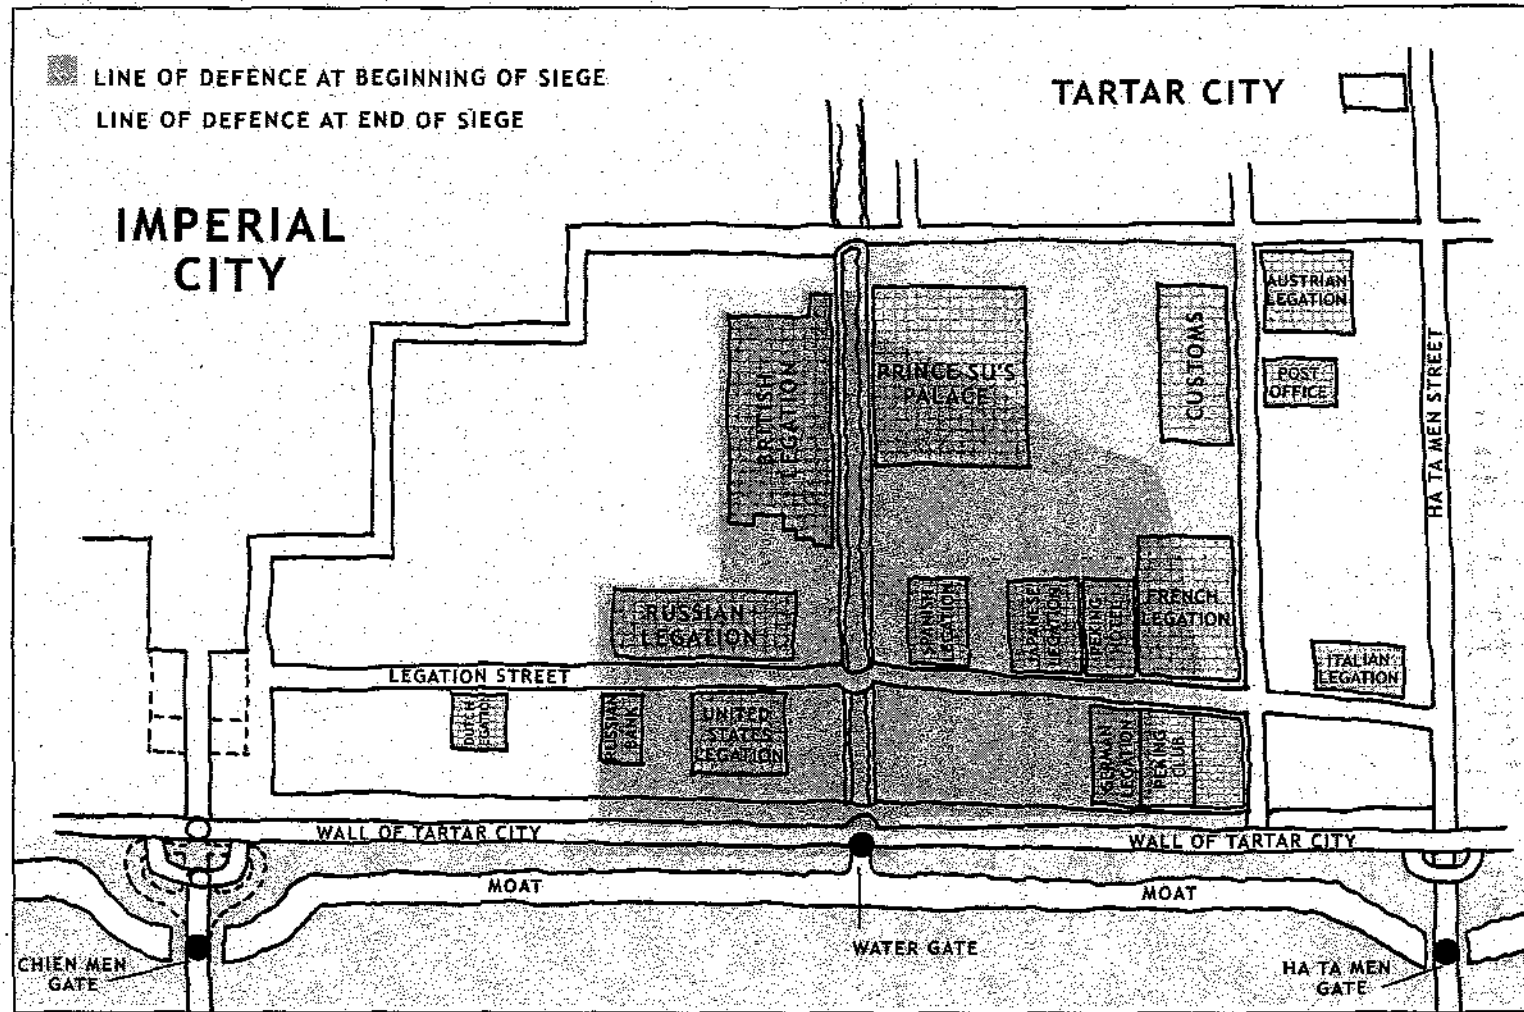 LINE OF DEFENCE AT BEGINNING OF SIEGE
LINE OF DEFENCE AT END OF SIEGE
TARTAR CITY
IMPERIAL
CITY
AUSTRIAN
LEGATION
POST
OFFICE
HA TA MEN STREET
CUSTOMS
PRINCE SU'S
PALACE
BRITISH
LEGATION
RUSSIAN
LEGATION
SPANISH
LEGATION
JAPANESE
LEGATION
PEKING
HOTEL
FRENCH
LEGATION
ITALIAN
LEGATION
LEGATION STREET
DUTCH
LEGATION
RUSSIAN
BANK
UNITED
STATES
LEGATION
GERMAN
LEGATION
PEKING
CLUB
WALL OF TARTAR CITY
WALL OF TARTAR CITY
MOAT
MOAT
WATER GATE
CHIEN MEN
GATE
HA TA MEN
GATE